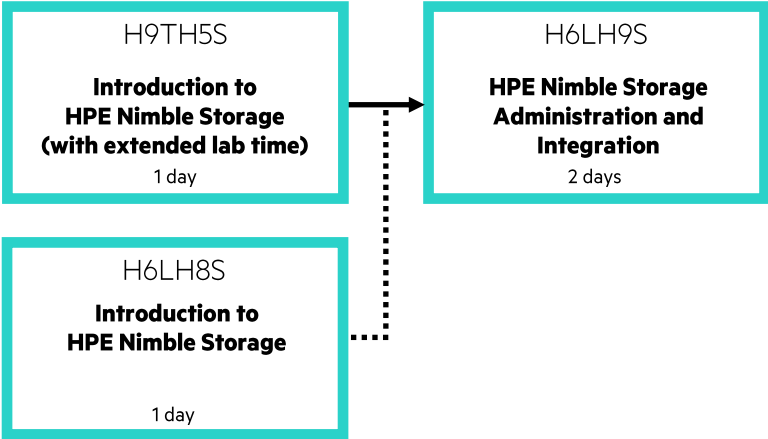 H9TH5S
Introduction to
HPE Nimble Storage
(with extended lab time)
1 day
H6LH9S
HPE Nimble Storage
Administration and
Integration
2 days
H6LH8S
Introduction to
HPE Nimble Storage
1 day